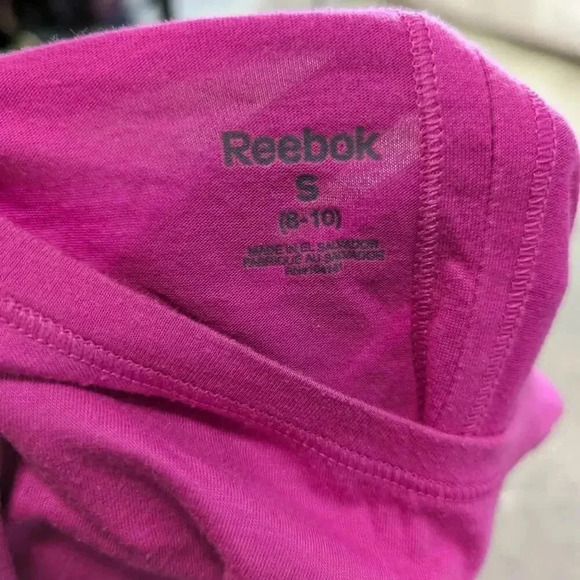 Reebok
S
(8-10)
MADE IN EL SALVADOR
FABRIQUE AU SALVADOR